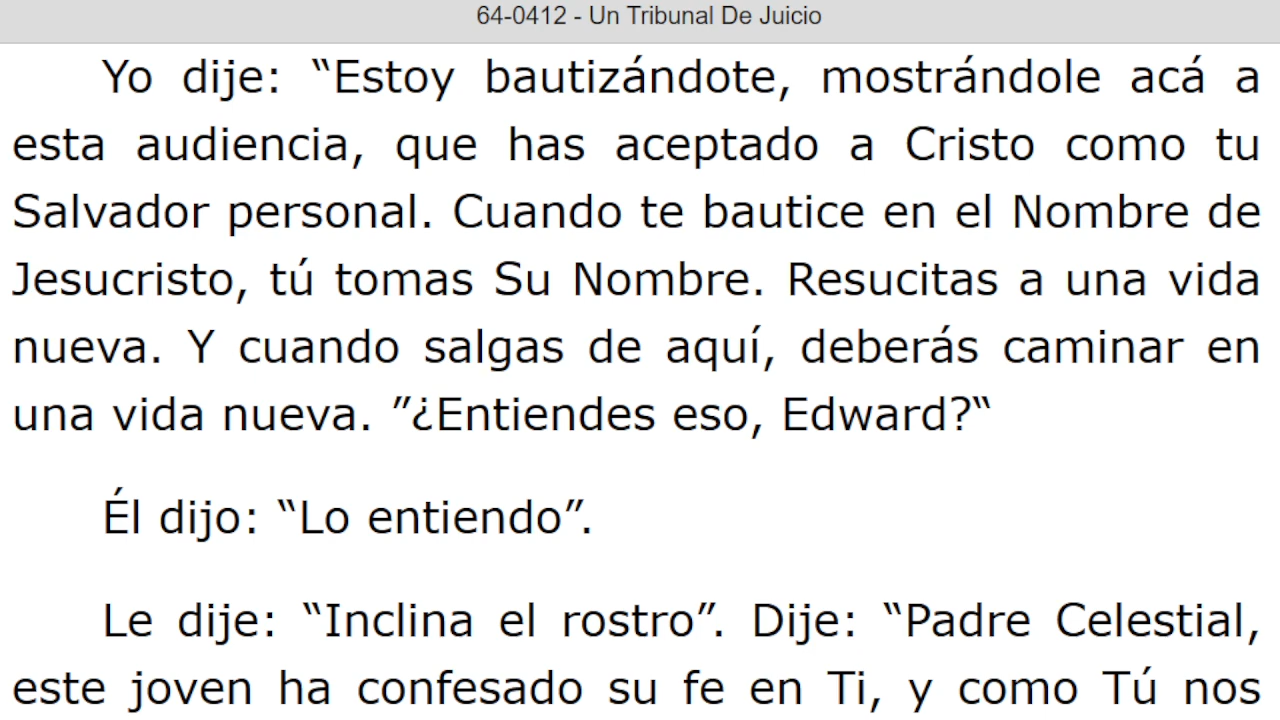 64-0412 - Un Tribunal De Juicio
Yo dije: “Estoy bautizándote, mostrándole acá a
esta audiencia, que has aceptado a Cristo como tu
Salvador personal. Cuando te bautice en el Nombre de
Jesucristo, tú tomas Su Nombre. Resucitas a una vida
nueva. Y cuando salgas de aquí, deberás caminar en
una vida nueva. ”¿Entiendes eso, Edward?“
Él dijo: “Lo entiendo”.
Le dije: “Inclina el rostro”. Dije: “Padre Celestial,
este joven ha confesado su fe en Ti, y como Tú nos